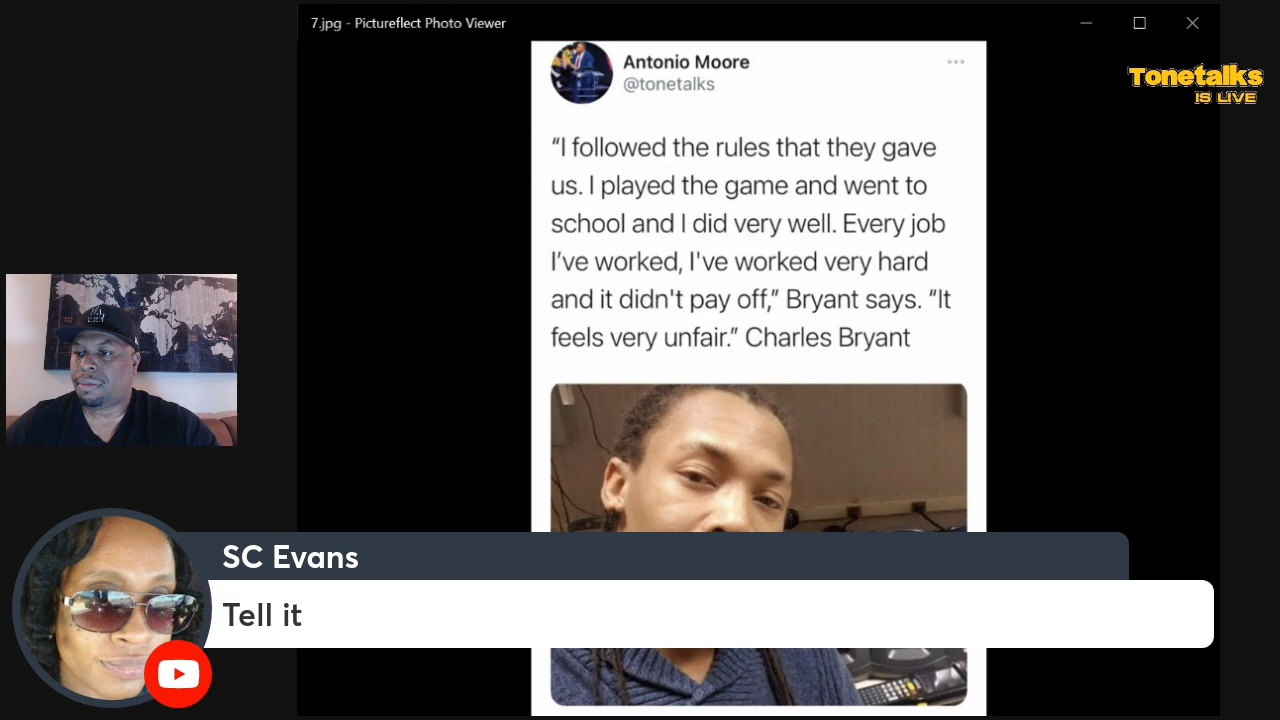 7.jpg - Pictureflect Photo Viewer
Antonio Moore
@tonetalks
Tonetalks
IS LIVE
“I followed the rules that they gave
us. I played the game and went to
school and I did very well. Every job
I’ve worked, I've worked very hard
and it didn't pay off,” Bryant says. “It
feels very unfair.” Charles Bryant
SC Evans
Tell it